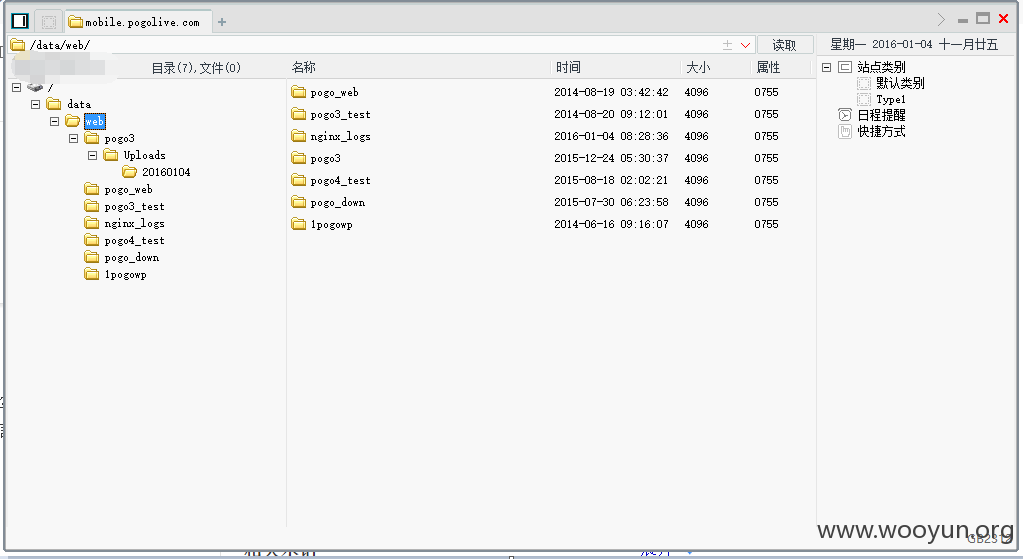 mobile.pogolive.com
/data/web/
读取
星期一 2016-01-04 十一月廿五
目录(7),文件(0)
名称 时间 大小 属性
/
data
web
pogo3
Uploads
20160104
pogo_web
pogo3_test
nginx_logs
pogo4_test
pogo_down
1pogowp
pogo_web 2014-08-19 03:42:42 4096 0755
pogo3_test 2014-08-20 09:12:01 4096 0755
nginx_logs 2016-01-04 08:28:36 4096 0755
pogo3 2015-12-24 05:30:37 4096 0755
pogo4_test 2015-08-18 02:02:21 4096 0755
pogo_down 2015-07-30 06:23:58 4096 0755
1pogowp 2014-06-16 09:16:07 4096 0755
站点类别
默认类别
Type1
日程提醒
快捷方式
www.wooyun.org
GB2312